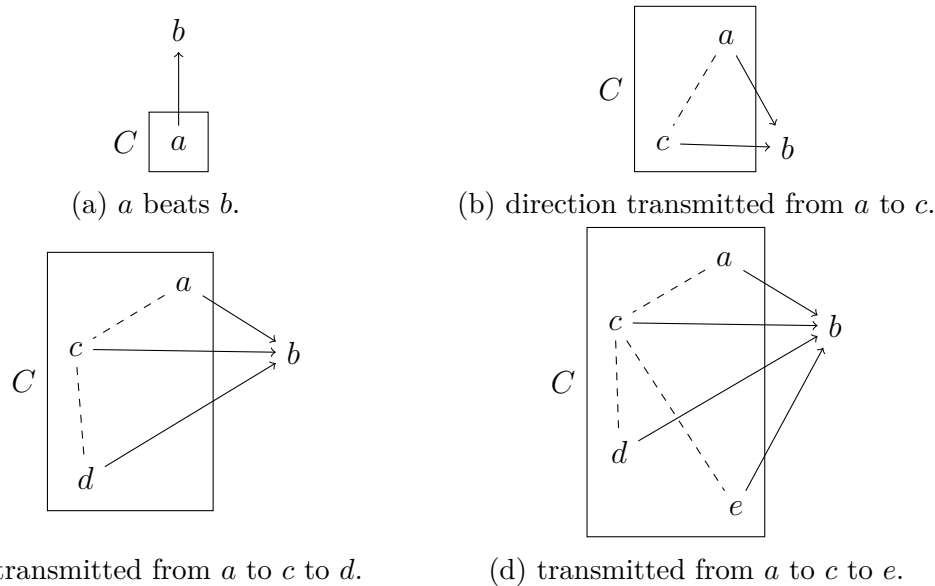 b
C a
(a) a beats b.
a
C
c b
(b) direction transmitted from a to c.
a
c b
C
d
transmitted from a to c to d.
a
c b
C
d
e
(d) transmitted from a to c to e.